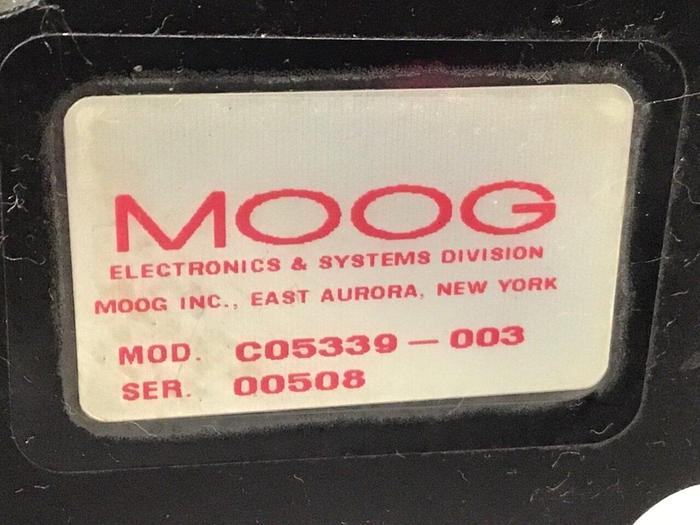 MOOG
ELECTRONICS & SYSTEMS DIVISION
MOOG INC., EAST AURORA, NEW YORK
MOD. C05339-003
SER. 00508